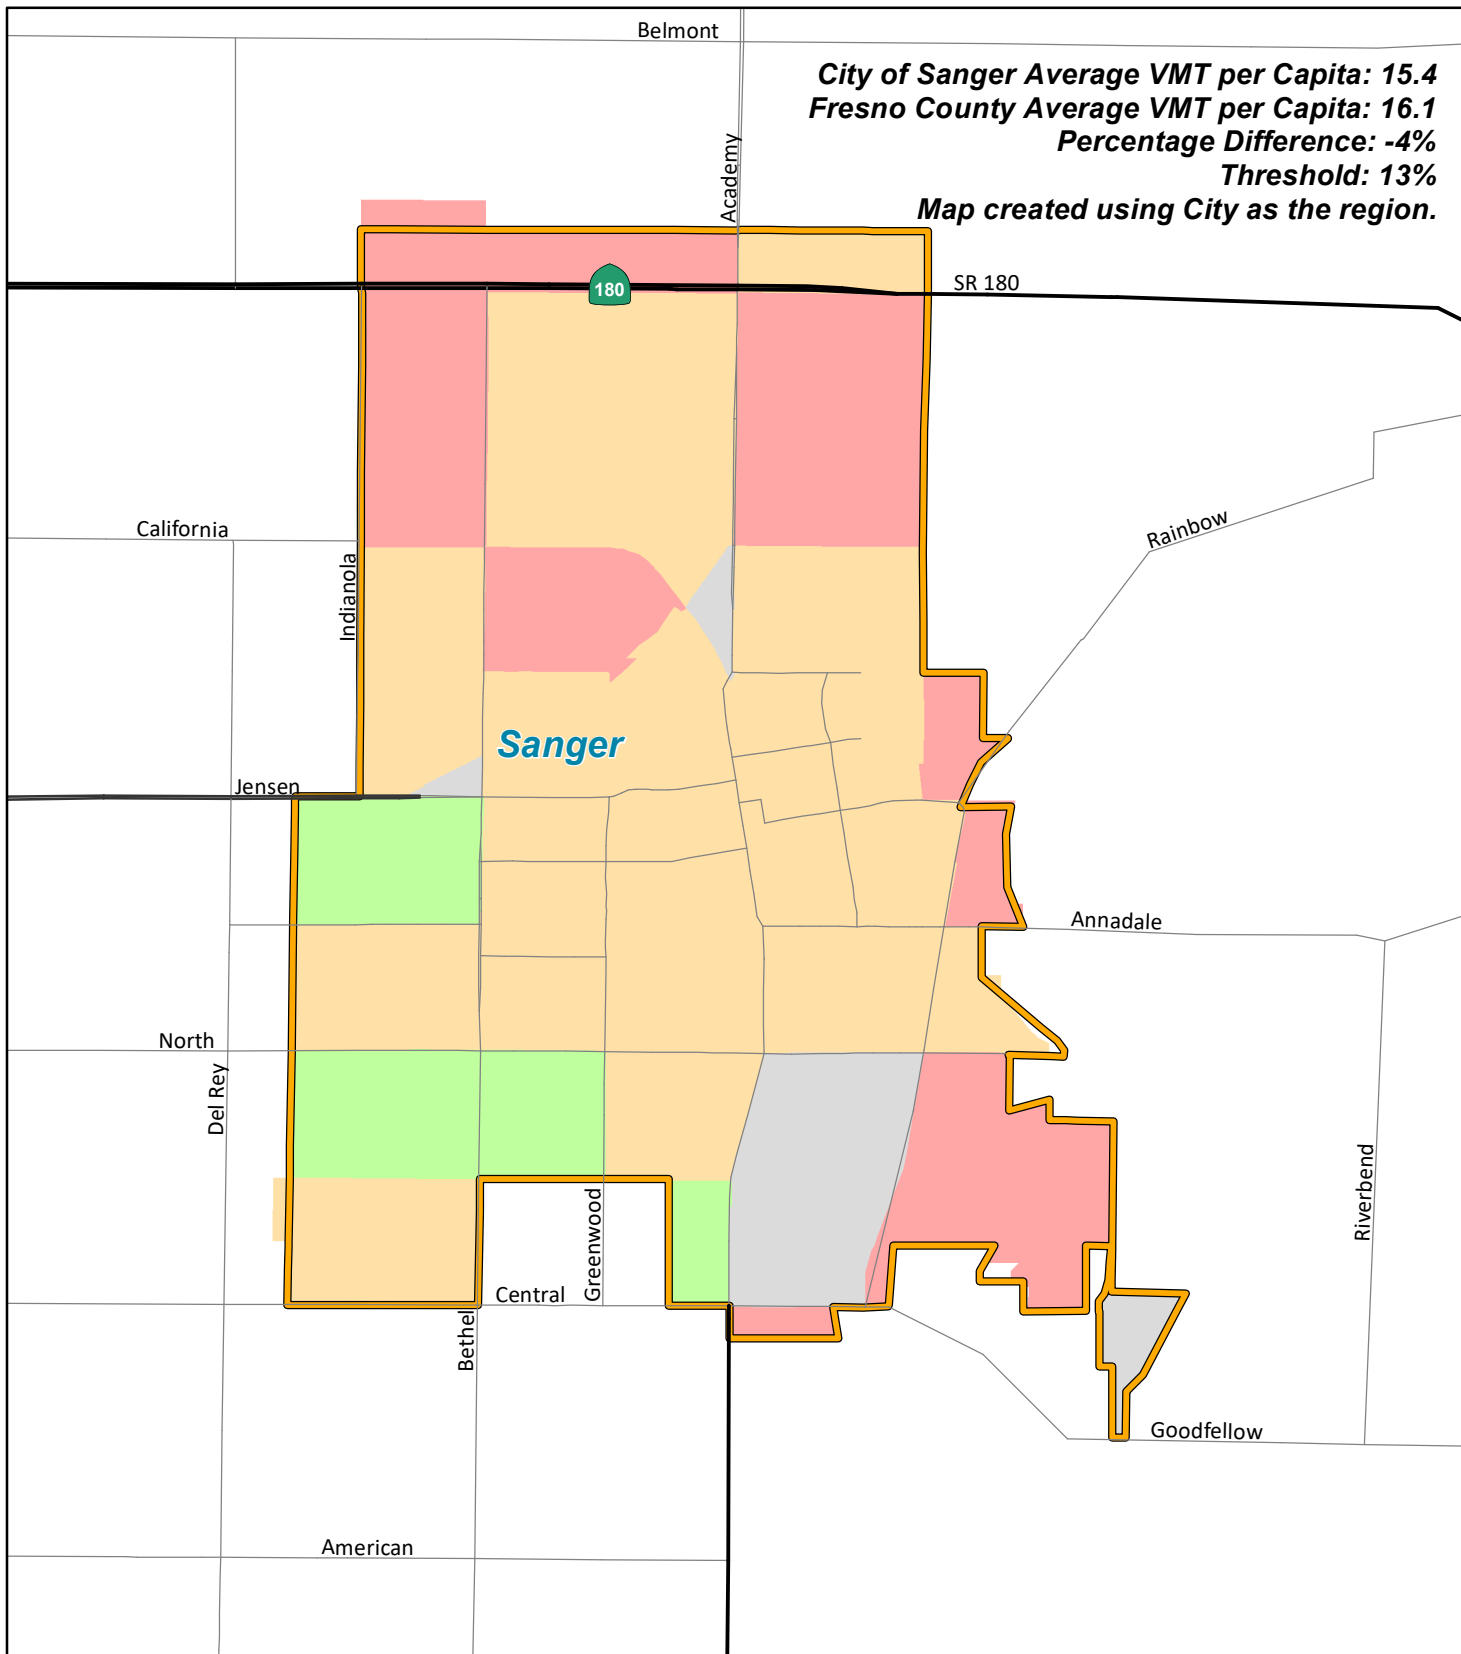 Belmont
City of Sanger Average VMT per Capita: 15.4
Fresno County Average VMT per Capita: 16.1
Percentage Difference: -4%
Threshold: 13%
Map created using City as the region.
Academy
180
SR 180
California
Rainbow
Indianola
Sanger
Jensen
Annadale
North
Del Rey
Riverbend
Greenwood
Central
Bethel
Goodfellow
American